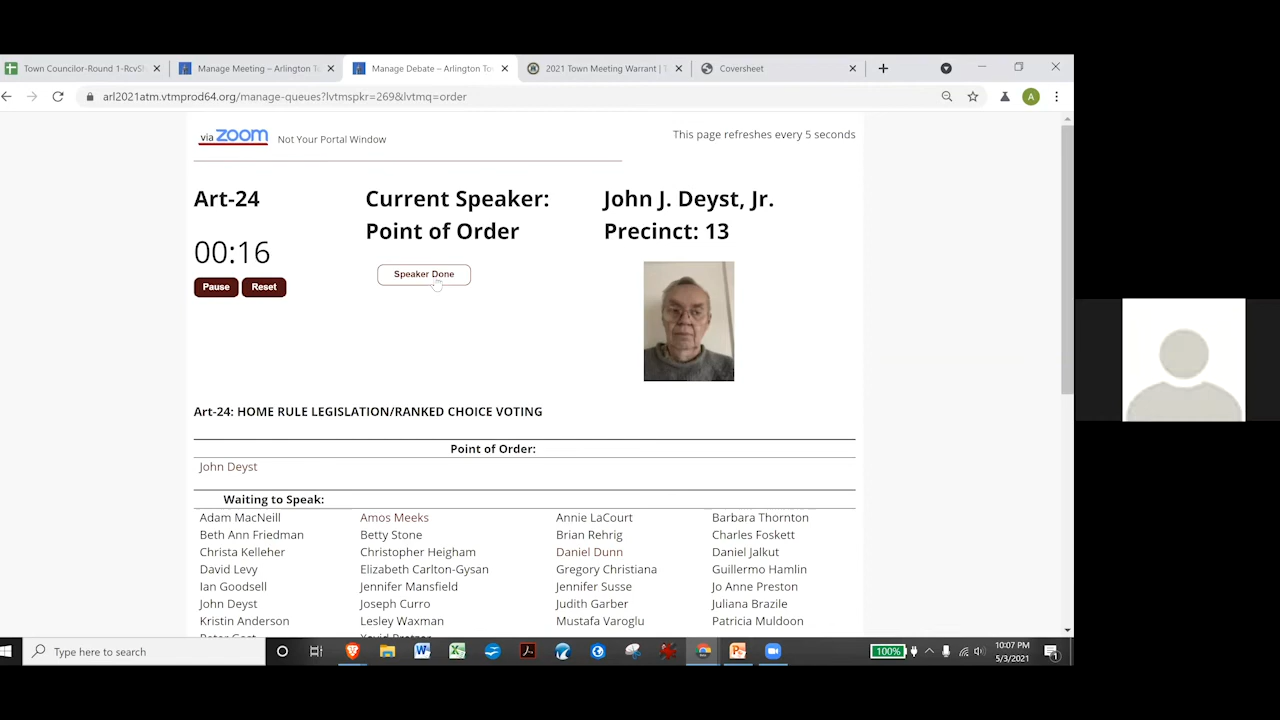 Town Councilor-Round 1-RcvS
Manage Meeting – Arlington To
Manage Debate – Arlington To
2021 Town Meeting Warrant | T
Coversheet
arl2021atm.vtmprod64.org/manage-queues?lvtmspkr=269&lvtmq=order
A
via zoom Not Your Portal Window
This page refreshes every 5 seconds
Art-24 Current Speaker: John J. Deyst, Jr.
Point of Order Precinct: 13
00:16
Speaker Done
Pause Reset
Art-24: HOME RULE LEGISLATION/RANKED CHOICE VOTING
Point of Order:
John Deyst
Waiting to Speak:
Adam MacNeill Amos Meeks Annie LaCourt Barbara Thornton
Beth Ann Friedman Betty Stone Brian Rehrig Charles Foskett
Christa Kelleher Christopher Heigham Daniel Dunn Daniel Jalkut
David Levy Elizabeth Carlton-Gysan Gregory Christiana Guillermo Hamlin
Ian Goodsell Jennifer Mansfield Jennifer Susse Jo Anne Preston
John Deyst Joseph Curro Judith Garber Juliana Brazile
Kristin Anderson Lesley Waxman Mustafa Varoglu Patricia Muldoon
Type here to search
100%
10:07 PM
5/3/2021